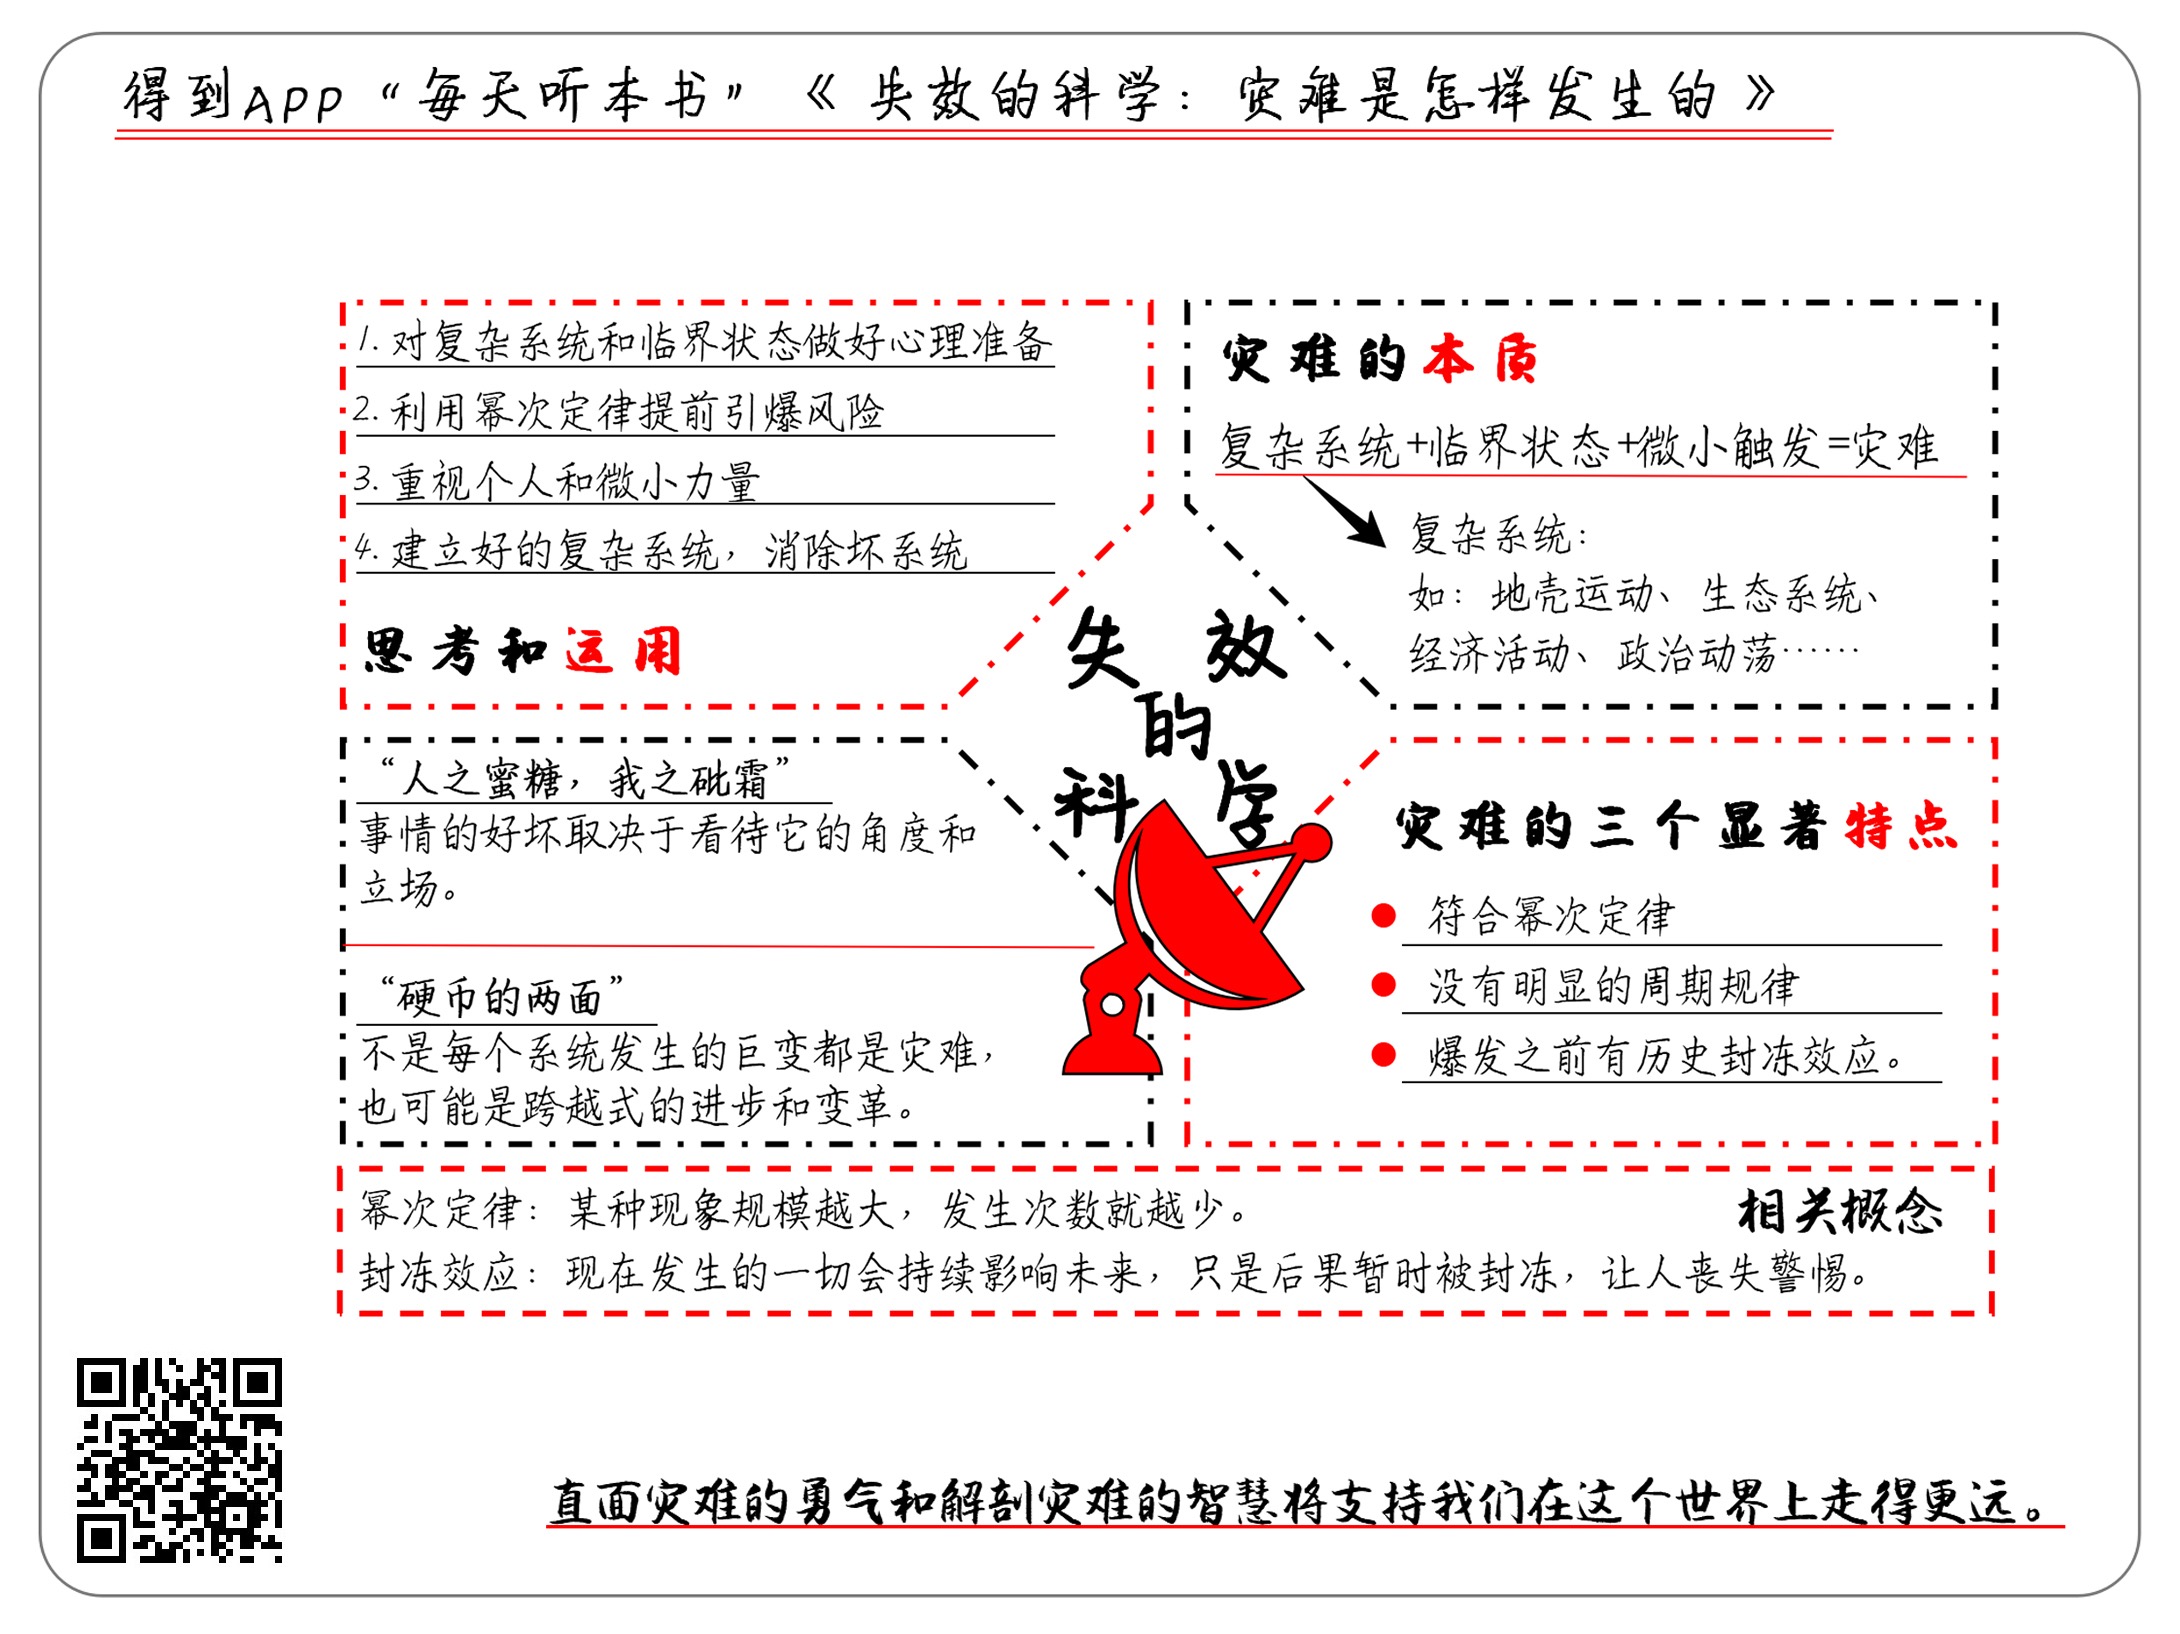 得到APP“每天听本书”《失效的科学：灾难是怎样发生的》
1. 对复杂系统和临界状态做好心理准备
2. 利用幂次定律提前引爆风险
3. 重视个人和微小力量
4. 建立好的复杂系统，消除坏系统
思考和运用
灾难的本质
复杂系统+临界状态+微小触发=灾难
复杂系统：
如：地壳运动、生态系统、
经济活动、政治动荡……
失效
的
科学
“人之蜜糖，我之砒霜”
事情的好坏取决于看待它的角度和
立场。
“硬币的两面”
不是每个系统发生的巨变都是灾难，
也可能是跨越式的进步和变革。
灾难的三个显著特点
符合幂次定律
没有明显的周期规律
爆发之前有历史封冻效应。
相关概念
幂次定律：某种现象规模越大，发生次数就越少。
封冻效应：现在发生的一切会持续影响未来，只是后果暂时被封冻，让人丧失警惕。
直面灾难的勇气和解剖灾难的智慧将支持我们在这个世界上走得更远。